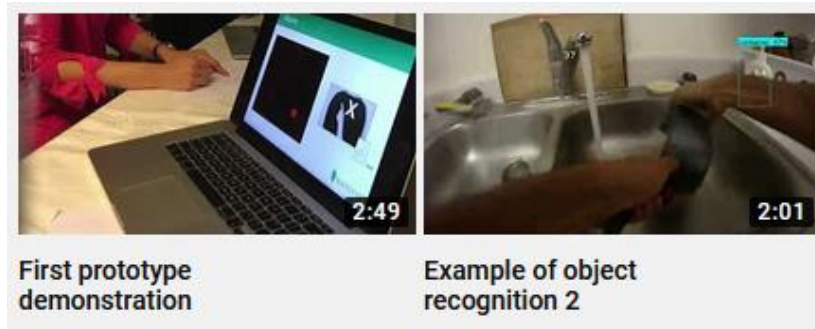 2:49
2:01
First prototype
demonstration
Example of object
recognition 2